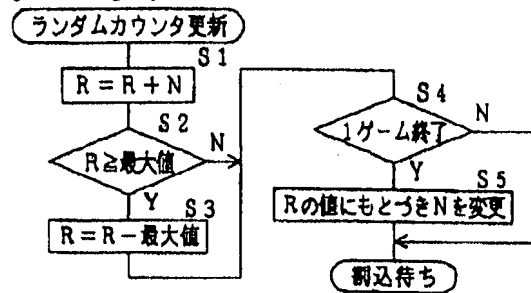 ランダムカウンタ更新
S1
R=R+N
S2
R≧最大値
N
Y
S3
R=R-最大値
S4
1ゲーム終了
N
Y
S5
Rの値にもとづきNを変更
割込待ち